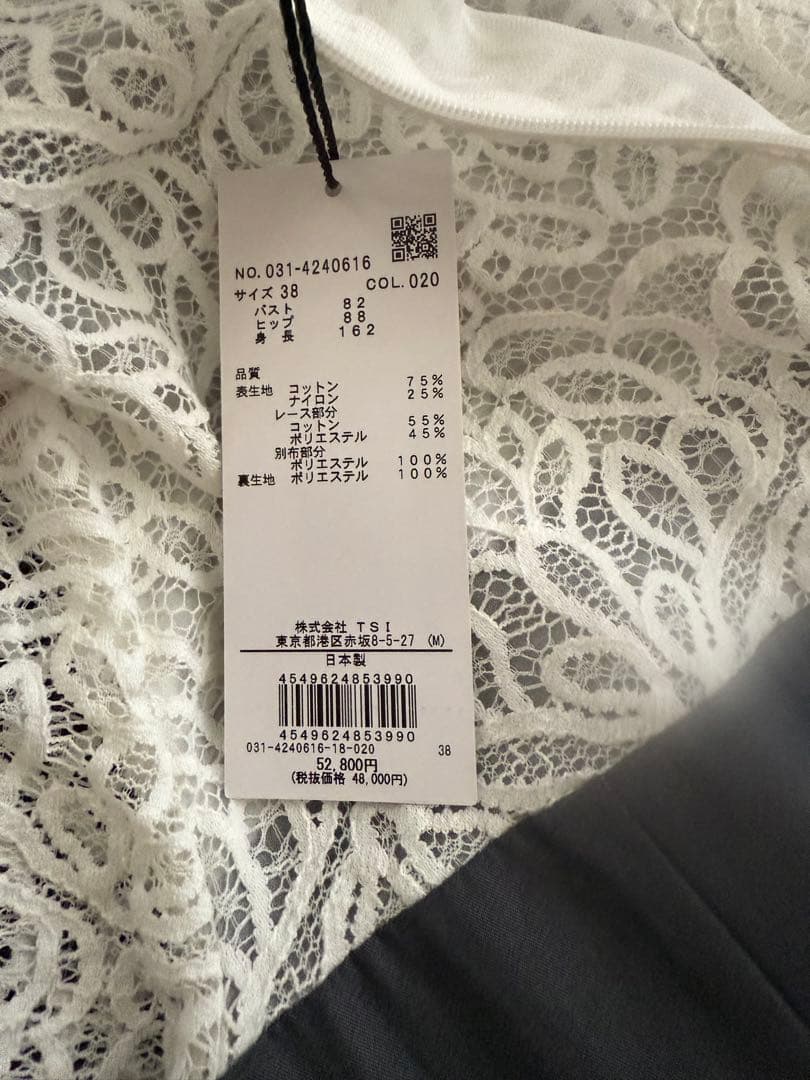 NO. 031-4240616
サイズ 38 COL. 020
バスト 82
ヒップ 88
身長 162
品質
表生地 コットン 75%
ナイロン 25%
レース部分
コットン 55%
ポリエステル 45%
別布部分
ポリエステル 100%
裏生地 ポリエステル 100%
株式会社 TSI
東京都港区赤坂8-5-27 (M)
日本製
4549624853990
4549624853990
031-4240616-18-020 38
52,800円
(税抜価格 48,000円)